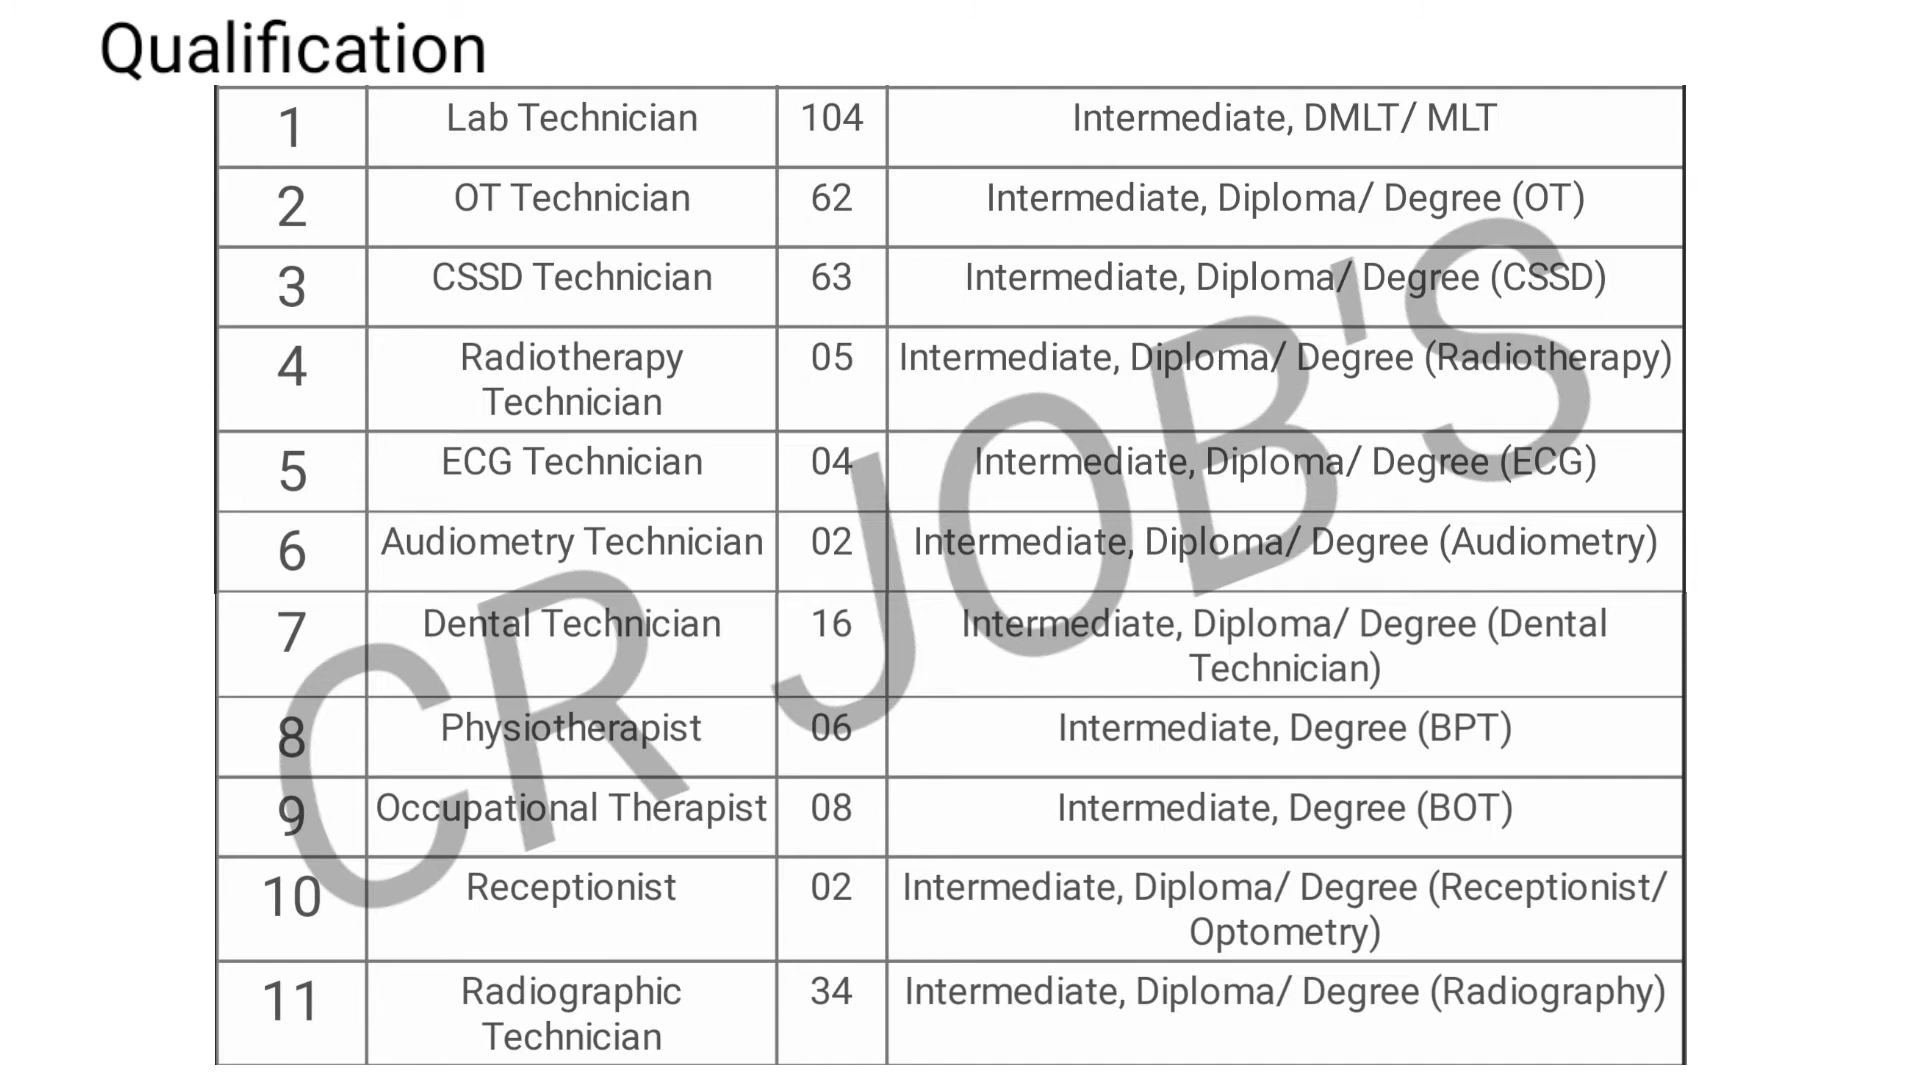 Qualification
1 Lab Technician 104 Intermediate, DMLT/ MLT
2 OT Technician 62 Intermediate, Diploma/ Degree (OT)
3 CSSD Technician 63 Intermediate, Diploma/ Degree (CSSD)
4 Radiotherapy 05 Intermediate, Diploma/ Degree (Radiotherapy)
Technician
5 ECG Technician 04 Intermediate, Diploma/ Degree (ECG)
6 Audiometry Technician 02 Intermediate, Diploma/ Degree (Audiometry)
7 Dental Technician 16 Intermediate, Diploma/ Degree (Dental
Technician)
8 Physiotherapist 06 Intermediate, Degree (BPT)
9 Occupational Therapist 08 Intermediate, Degree (BOT)
10 Receptionist 02 Intermediate, Diploma/ Degree (Receptionist/
Optometry)
11 Radiographic 34 Intermediate, Diploma/ Degree (Radiography)
Technician
CR JOB'S